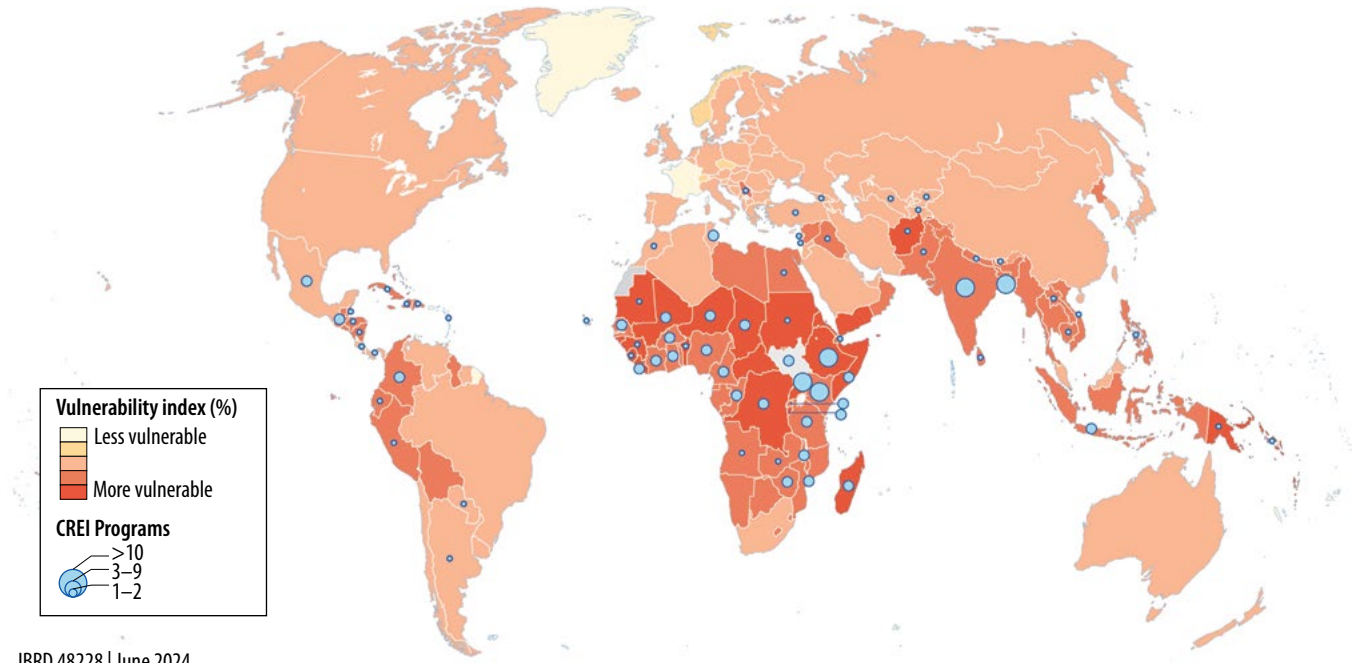 Vulnerability index (%)
Less vulnerable
More vulnerable
CREI Programs
>10
3–9
1–2
IBRD 48228 | June 2024